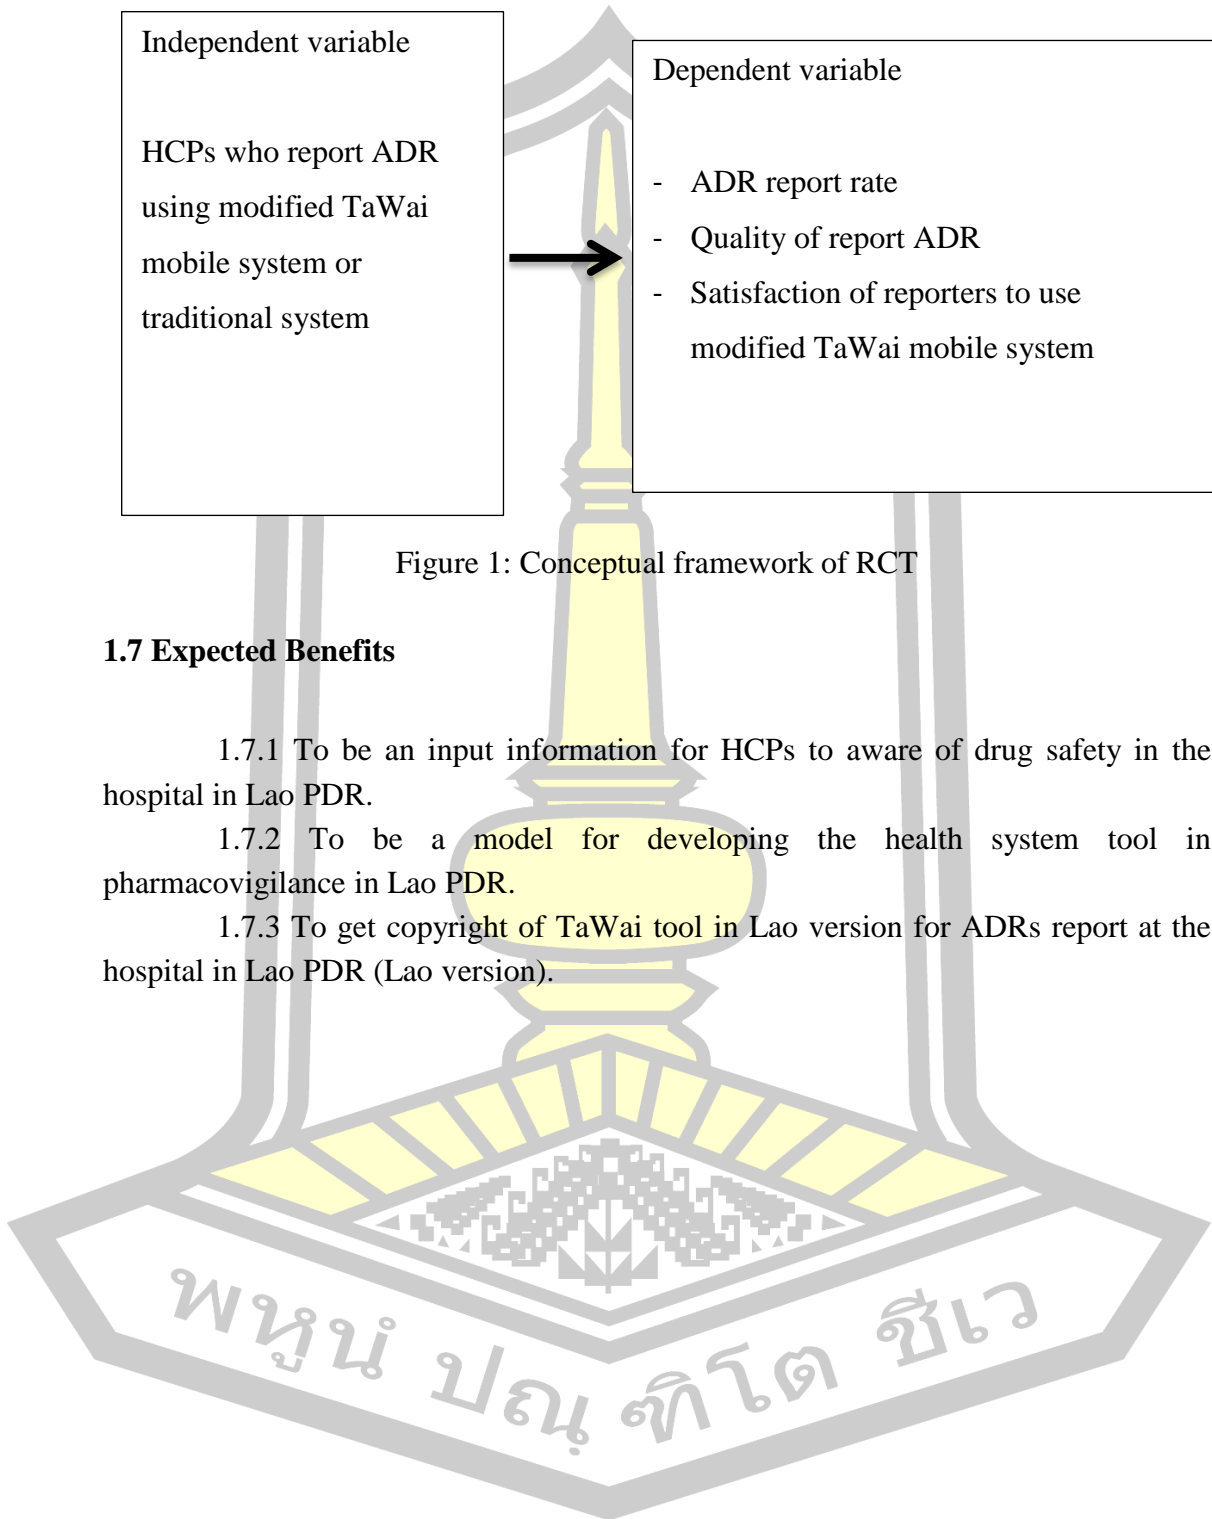 Independent variable
HCPs who report ADR
using modified TaWai
mobile system or
traditional system
Dependent variable
- ADR report rate
- Quality of report ADR
- Satisfaction of reporters to use
modified TaWai mobile system
Figure 1: Conceptual framework of RCT
1.7 Expected Benefits
1.7.1 To be an input information for HCPs to aware of drug safety in the
hospital in Lao PDR.
1.7.2 To be a model for developing the health system tool in
pharmacovigilance in Lao PDR.
1.7.3 To get copyright of TaWai tool in Lao version for ADRs report at the
hospital in Lao PDR (Lao version).
พหูนํ ปณฺฑิโต ชีเว